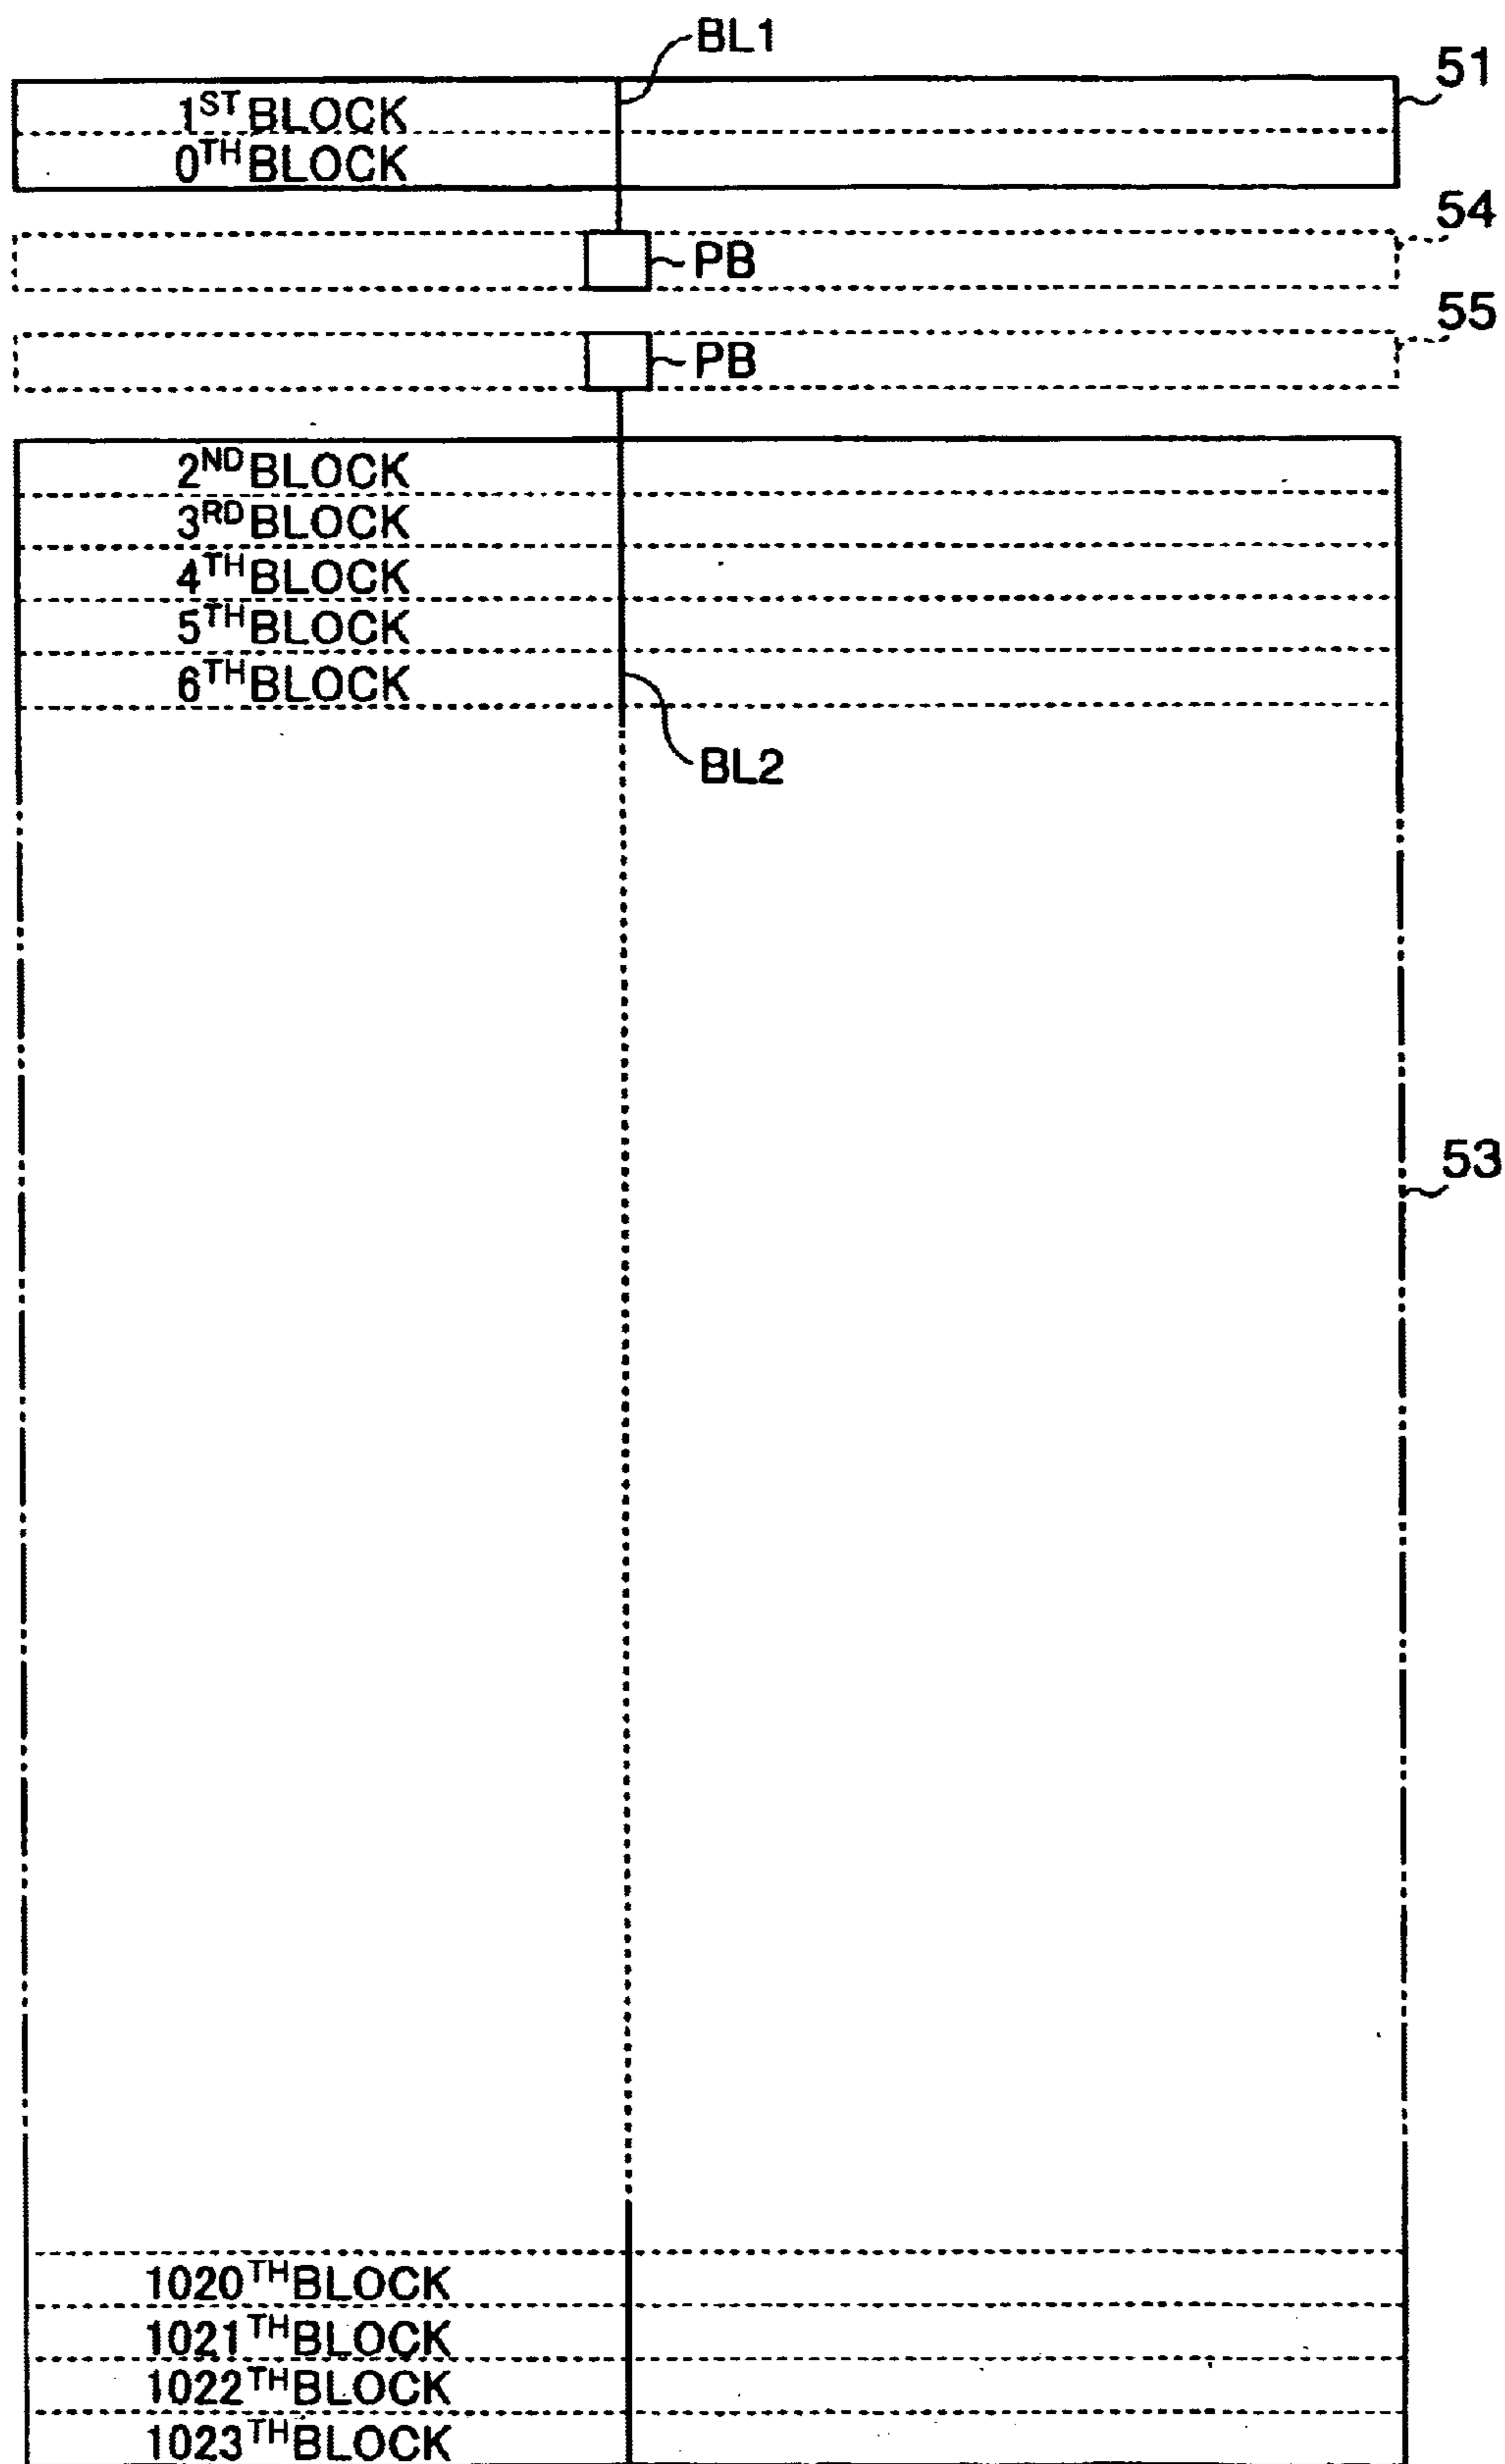 BL1
51
1ST BLOCK
0TH BLOCK
54
PB
55
PB
2ND BLOCK
3RD BLOCK
4TH BLOCK
5TH BLOCK
6TH BLOCK
BL2
53
1020TH BLOCK
1021TH BLOCK
1022TH BLOCK
1023TH BLOCK